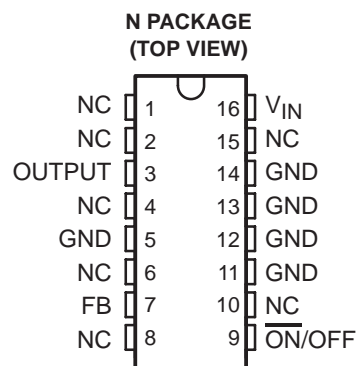 N PACKAGE
(TOP VIEW)
NC 1 16 VIN
NC 2 15 NC
OUTPUT 3 14 GND
NC 4 13 GND
GND 5 12 GND
NC 6 11 GND
FB 7 10 NC
NC 8 9 O̅N̅/OFF